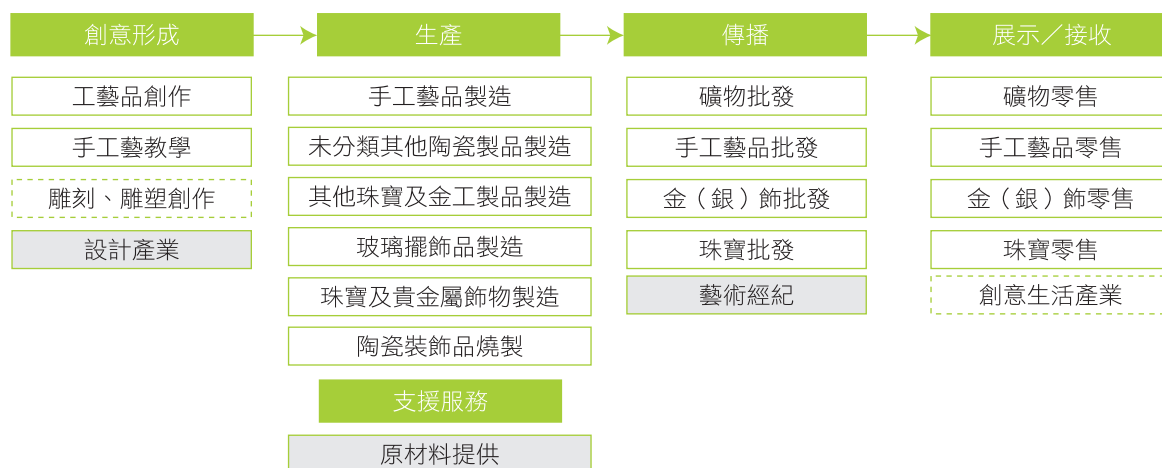 創意形成
生產
傳播
展示／接收
工藝品創作
手工藝教學
雕刻、雕塑創作
設計產業
手工藝品製造
未分類其他陶瓷製品製造
其他珠寶及金工製品製造
玻璃擺飾品製造
珠寶及貴金屬飾物製造
陶瓷裝飾品燒製
支援服務
原材料提供
礦物批發
手工藝品批發
金（銀）飾批發
珠寶批發
藝術經紀
礦物零售
手工藝品零售
金（銀）飾零售
珠寶零售
創意生活產業